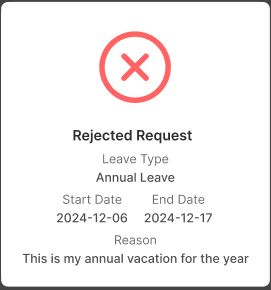 Rejected Request
Leave Type
Annual Leave
Start Date End Date
2024-12-06 2024-12-17
Reason
This is my annual vacation for the year